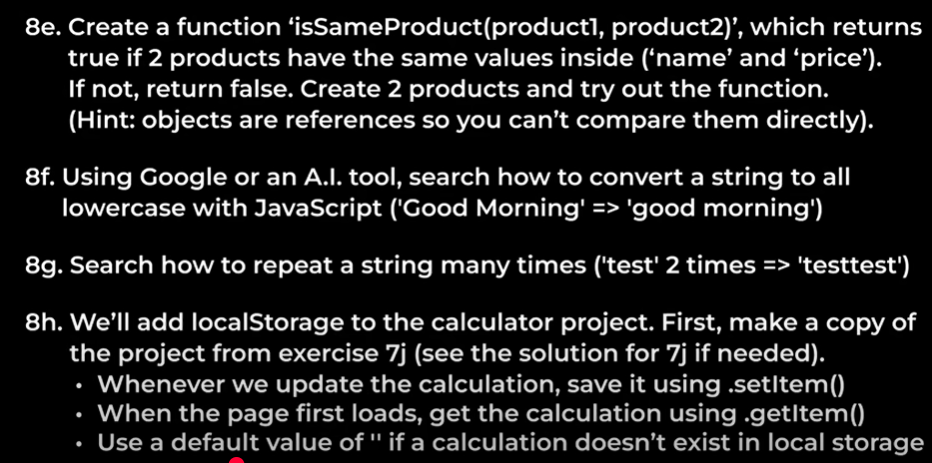 8e. Create a function ‘isSameProduct(product1, product2)’, which returns
true if 2 products have the same values inside (‘name’ and ‘price’).
If not, return false. Create 2 products and try out the function.
(Hint: objects are references so you can’t compare them directly).
8f. Using Google or an A.I. tool, search how to convert a string to all
lowercase with JavaScript ('Good Morning' => 'good morning')
8g. Search how to repeat a string many times ('test' 2 times => 'testtest')
8h. We’ll add localStorage to the calculator project. First, make a copy of
the project from exercise 7j (see the solution for 7j if needed).
• Whenever we update the calculation, save it using .setItem()
• When the page first loads, get the calculation using .getItem()
• Use a default value of '' if a calculation doesn’t exist in local storage